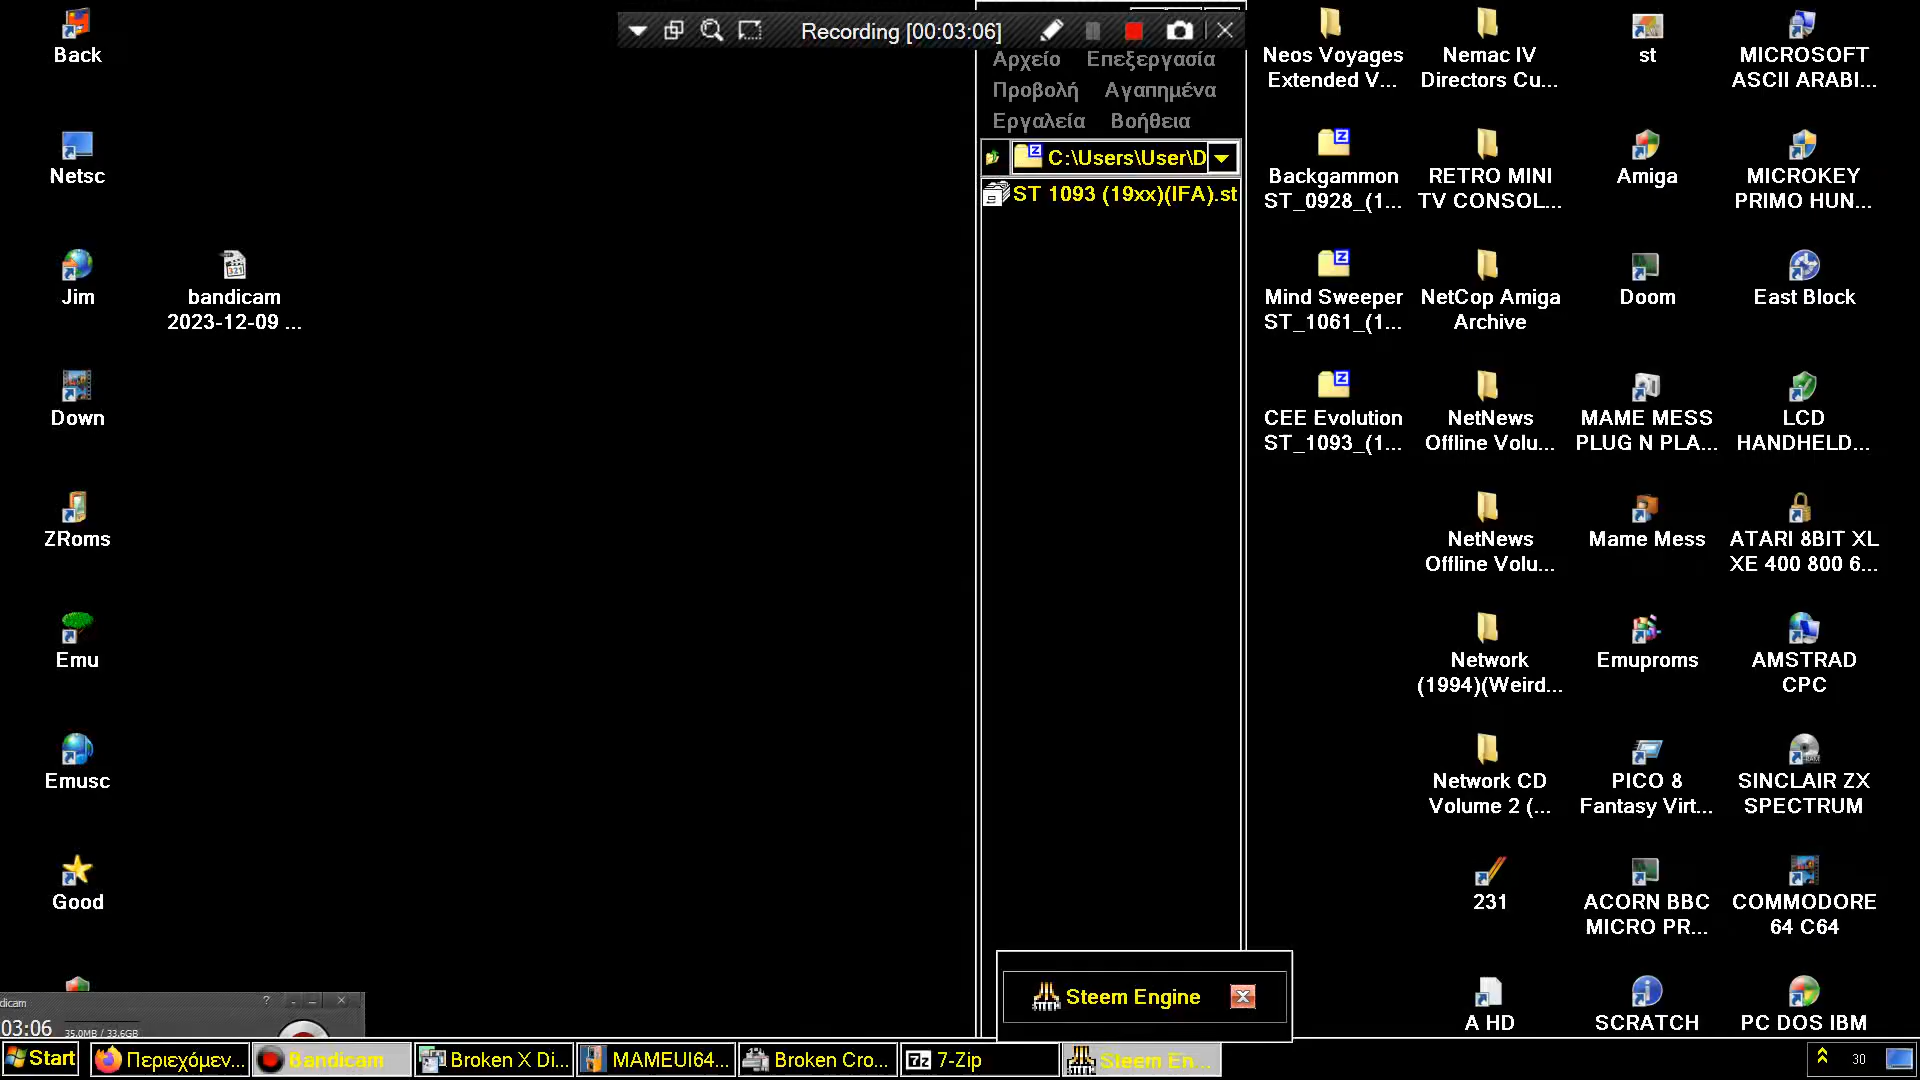 Recording [00:03:06]
Back
Netsc
Jim
bandicam
2023-12-09 ...
Down
ZRoms
Emu
Emusc
Good
Αρχείο Επεξεργασία
Προβολή Αγαπημένα
Εργαλεία Βοήθεια
C:\Users\User\D
ST 1093 (19xx)(IFA).st
Neos Voyages
Extended V...
Nemac IV
Directors Cu...
st
MICROSOFT
ASCII ARABI...
Backgammon
ST_0928_(1...
RETRO MINI
TV CONSOL...
Amiga
MICROKEY
PRIMO HUN...
Mind Sweeper
ST_1061_(1...
NetCop Amiga
Archive
Doom
East Block
CEE Evolution
ST_1093_(1...
NetNews
Offline Volu...
MAME MESS
PLUG N PLA...
LCD
HANDHELD...
NetNews
Offline Volu...
Mame Mess
ATARI 8BIT XL
XE 400 800 6...
Network
(1994)(Weird...
Emuproms
AMSTRAD
CPC
Network CD
Volume 2 (...
PICO 8
Fantasy Virt...
SINCLAIR ZX
SPECTRUM
231
ACORN BBC
MICRO PR...
COMMODORE
64 C64
A HD
SCRATCH
PC DOS IBM
dicam
03:06 35.0MB / 33.6GB
Steem Engine
Start
Περιεχόμεν...
Bandicam
Broken X Di...
MAMEUI64...
Broken Cro...
7-Zip
Steem En...
30